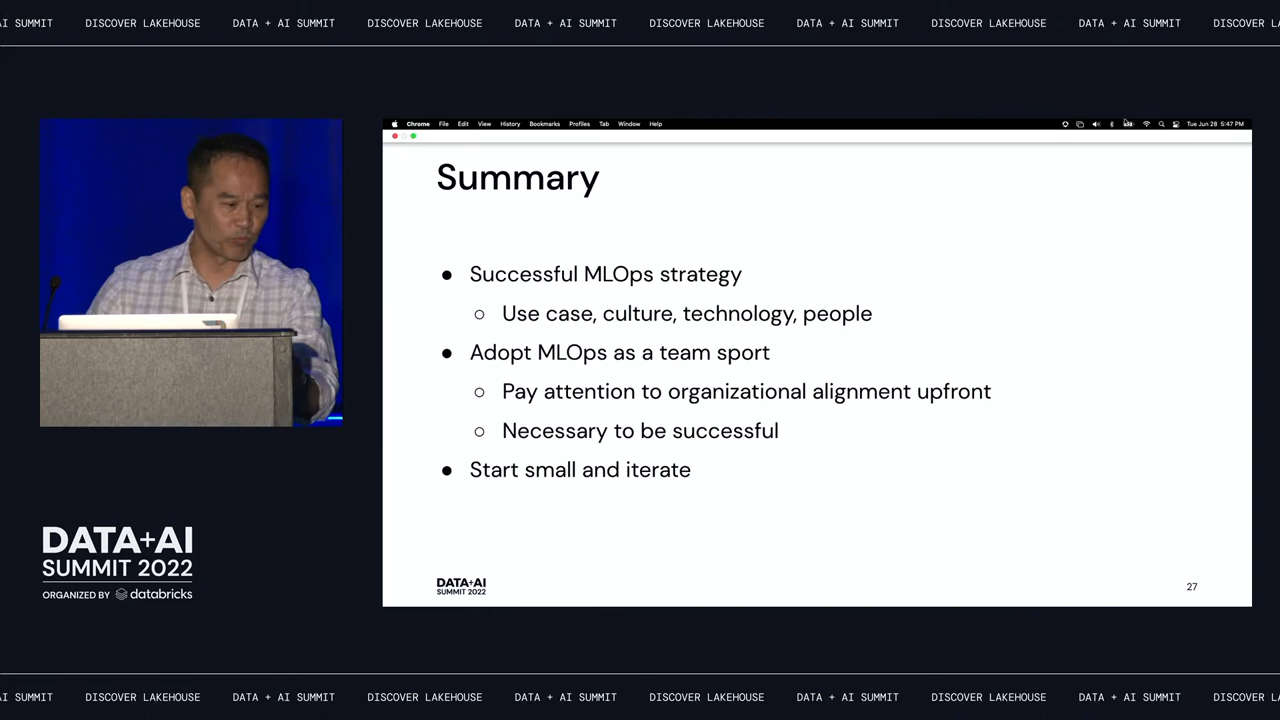 AI SUMMIT DISCOVER LAKEHOUSE DATA + AI SUMMIT DISCOVER LAKEHOUSE DATA + AI SUMMIT DISCOVER LAKEHOUSE DATA + AI SUMMIT DISCOVER LAKEHOUSE DATA + AI SUMMIT DISCOVER L
Chrome File Edit View History Bookmarks Profiles Tab Window Help Tue Jun 28 5:47 PM
Summary
● Successful MLOps strategy
○ Use case, culture, technology, people
● Adopt MLOps as a team sport
○ Pay attention to organizational alignment upfront
○ Necessary to be successful
● Start small and iterate
DATA+AI
SUMMIT 2022
27
DATA+AI
SUMMIT 2022
ORGANIZED BY databricks
AI SUMMIT DISCOVER LAKEHOUSE DATA + AI SUMMIT DISCOVER LAKEHOUSE DATA + AI SUMMIT DISCOVER LAKEHOUSE DATA + AI SUMMIT DISCOVER LAKEHOUSE DATA + AI SUMMIT DISCOVER LA